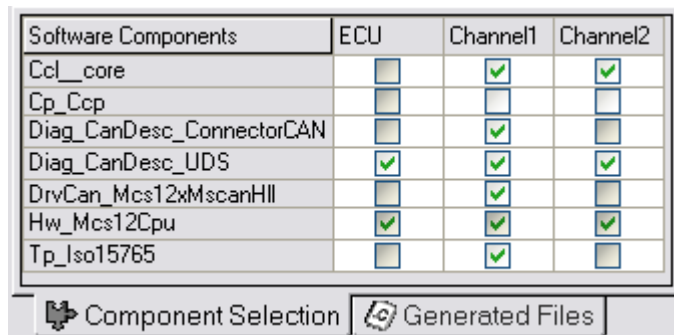 Software Components ECU Channel1 Channel2
Ccl__core
Cp_Ccp
Diag_CanDesc_ConnectorCAN
Diag_CanDesc_UDS
DrvCan_Mcs12xMscanHll
Hw_Mcs12Cpu
Tp_Iso15765
Component Selection Generated Files